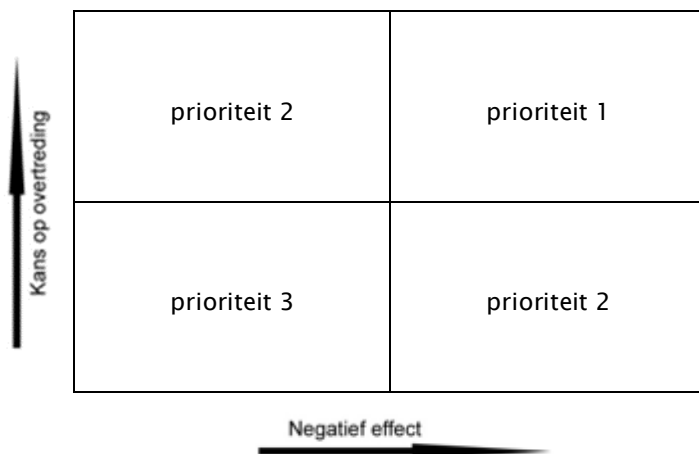 prioriteit 2
prioriteit 1
Kans op overtreding
prioriteit 3
prioriteit 2
Negatief effect